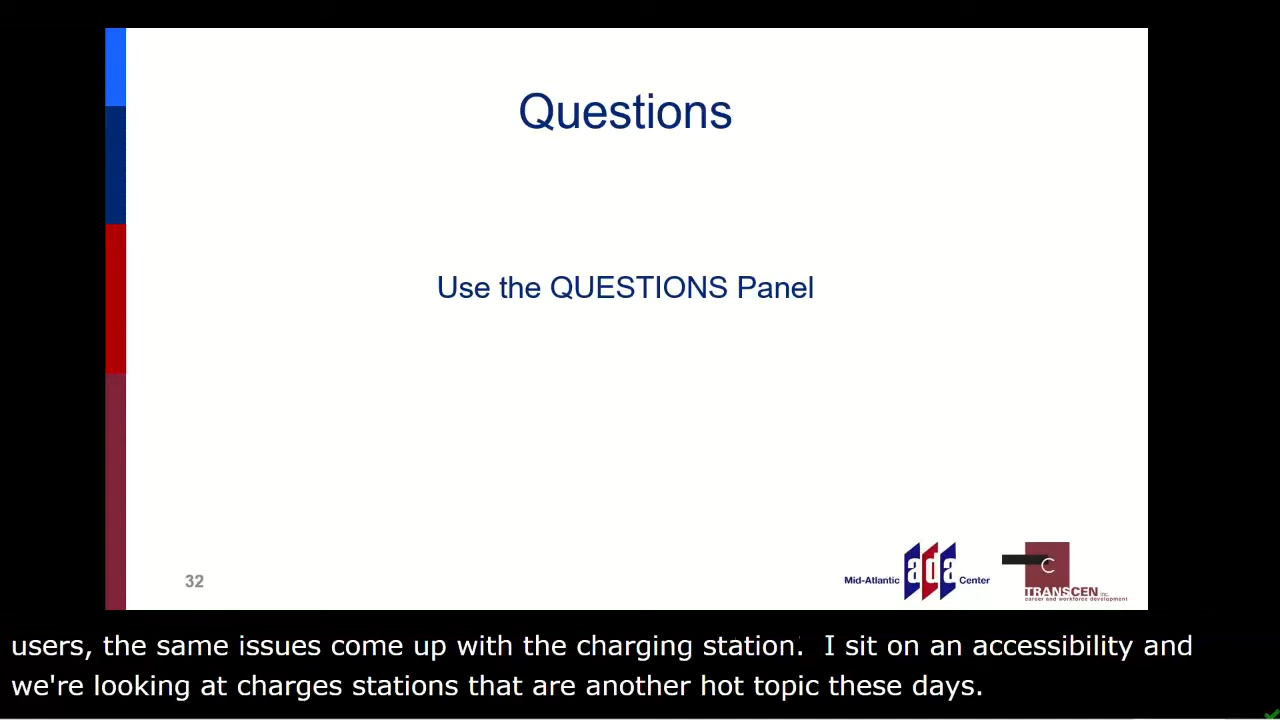 Questions
Use the QUESTIONS Panel
32
Mid-Atlantic ada Center
C
TRANSCEN inc.
career and workforce development
users, the same issues come up with the charging station. I sit on an accessibility and
we're looking at charges stations that are another hot topic these days.